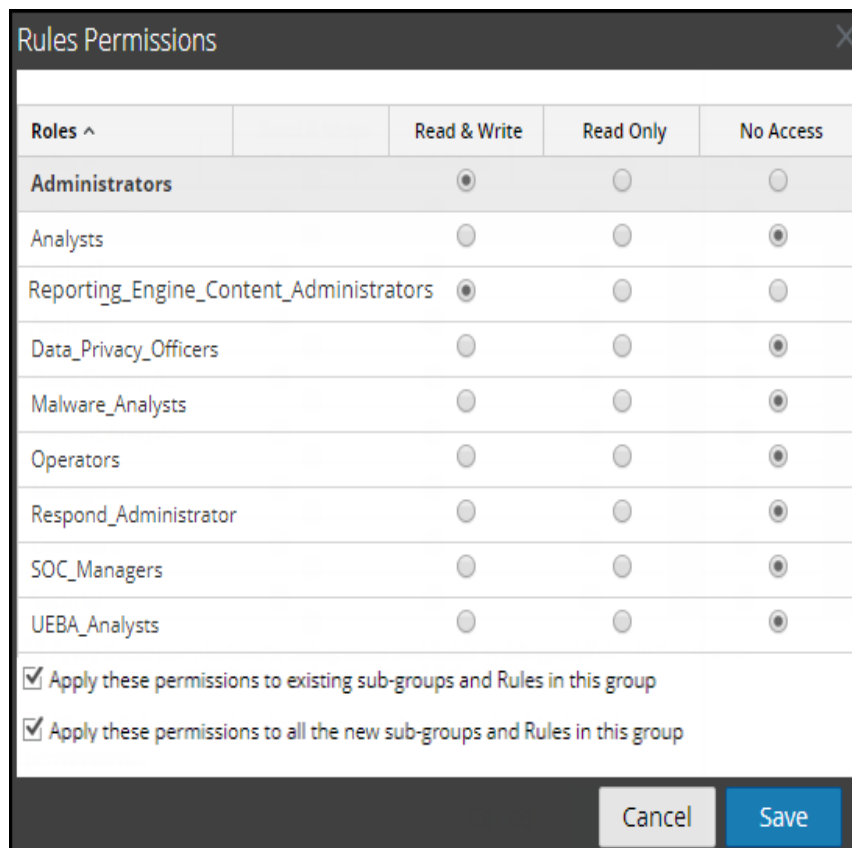 Rules Permissions
Roles ^ Read & Write Read Only No Access
Administrators
Analysts
Reporting_Engine_Content_Administrators
Data_Privacy_Officers
Malware_Analysts
Operators
Respond_Administrator
SOC_Managers
UEBA_Analysts
Apply these permissions to existing sub-groups and Rules in this group
Apply these permissions to all the new sub-groups and Rules in this group
Cancel Save